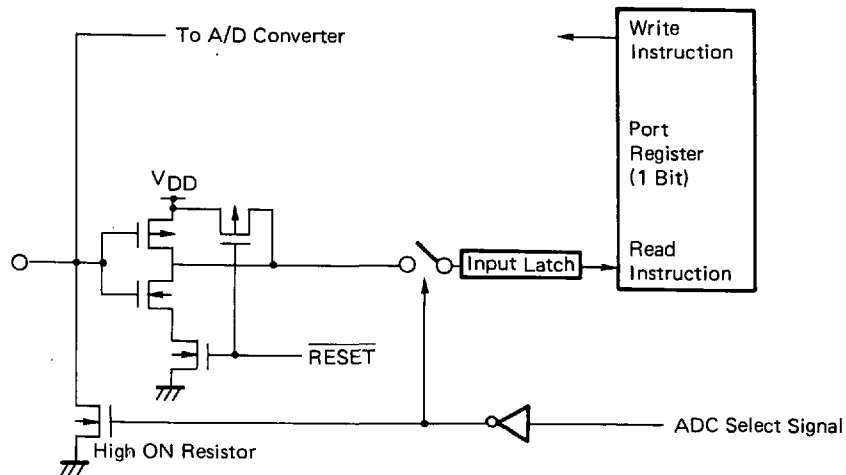 To A/D Converter
Write
Instruction
Port
Register
(1 Bit)
VDD
Read
Instruction
Input Latch
RESET
ADC Select Signal
High ON Resistor